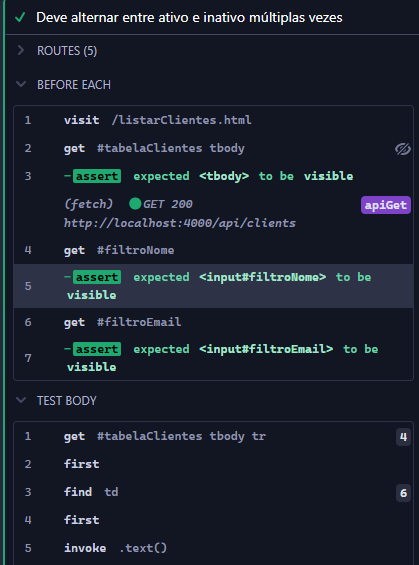 Deve alternar entre ativo e inativo múltiplas vezes
ROUTES (5)
BEFORE EACH
1 visit /listarClientes.html
2 get #tabelaClientes tbody
3 -assert expected <tbody> to be visible
(fetch) GET 200 apiGet
http://localhost:4000/api/clients
4 get #filtroNome
5 -assert expected <input#filtroNome> to be
visible
6 get #filtroEmail
7 -assert expected <input#filtroEmail> to be
visible
TEST BODY
1 get #tabelaClientes tbody tr 4
2 first
3 find td 6
4 first
5 invoke .text()